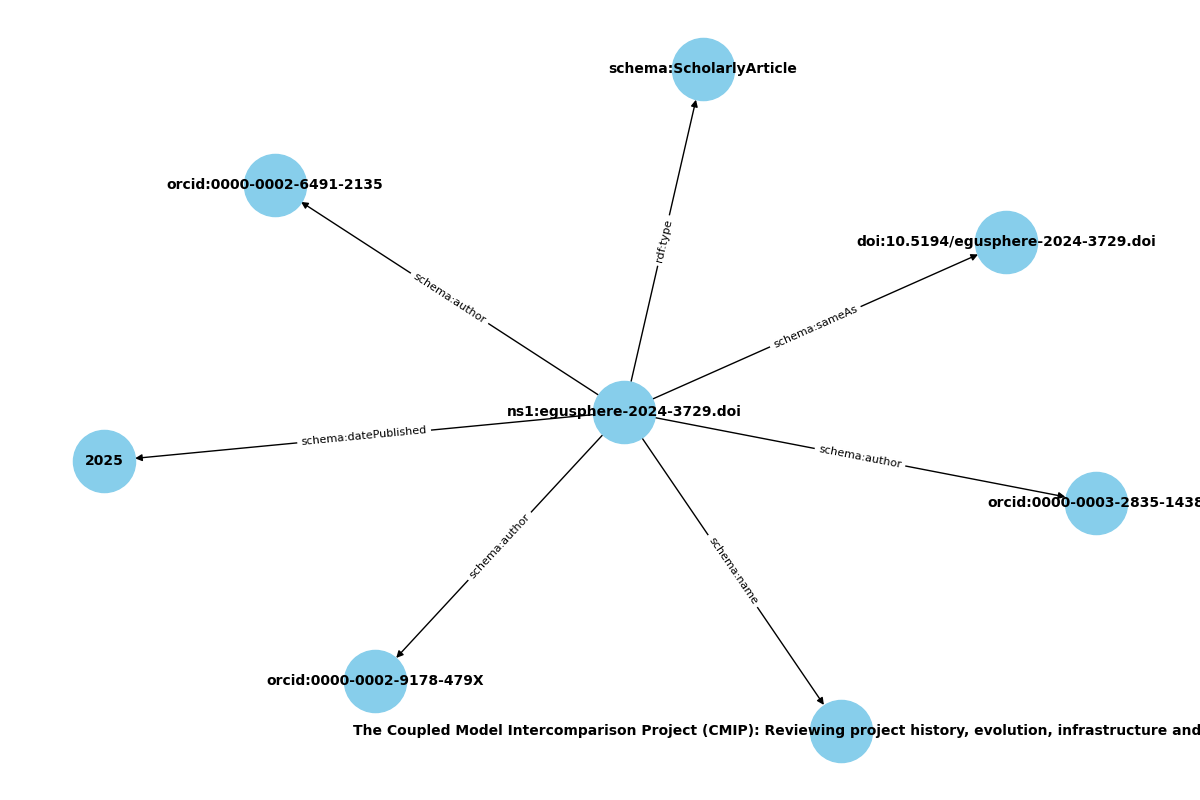 schema:ScholarlyArticle
orcid:0000-0002-6491-2135
doi:10.5194/egusphere-2024-3729.doi
rdf:type
schema:author
schema:sameAs
ns1:egusphere-2024-3729.doi
schema:datePublished
2025
schema:author
orcid:0000-0003-2835-1438
schema:author
schema:name
orcid:0000-0002-9178-479X
The Coupled Model Intercomparison Project (CMIP): Reviewing project history, evolution, infrastructure and